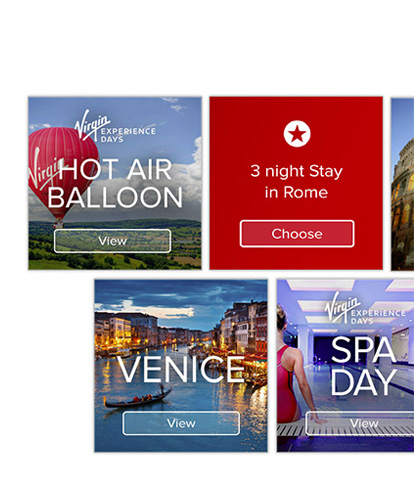 Virgin
EXPERIENCE
DAYS
Virgin
HOT AIR
BALLOON
View
3 night Stay
in Rome
Choose
VENICE
View
Virgin
EXPERIENCE
DAYS
SPA
DAY
View